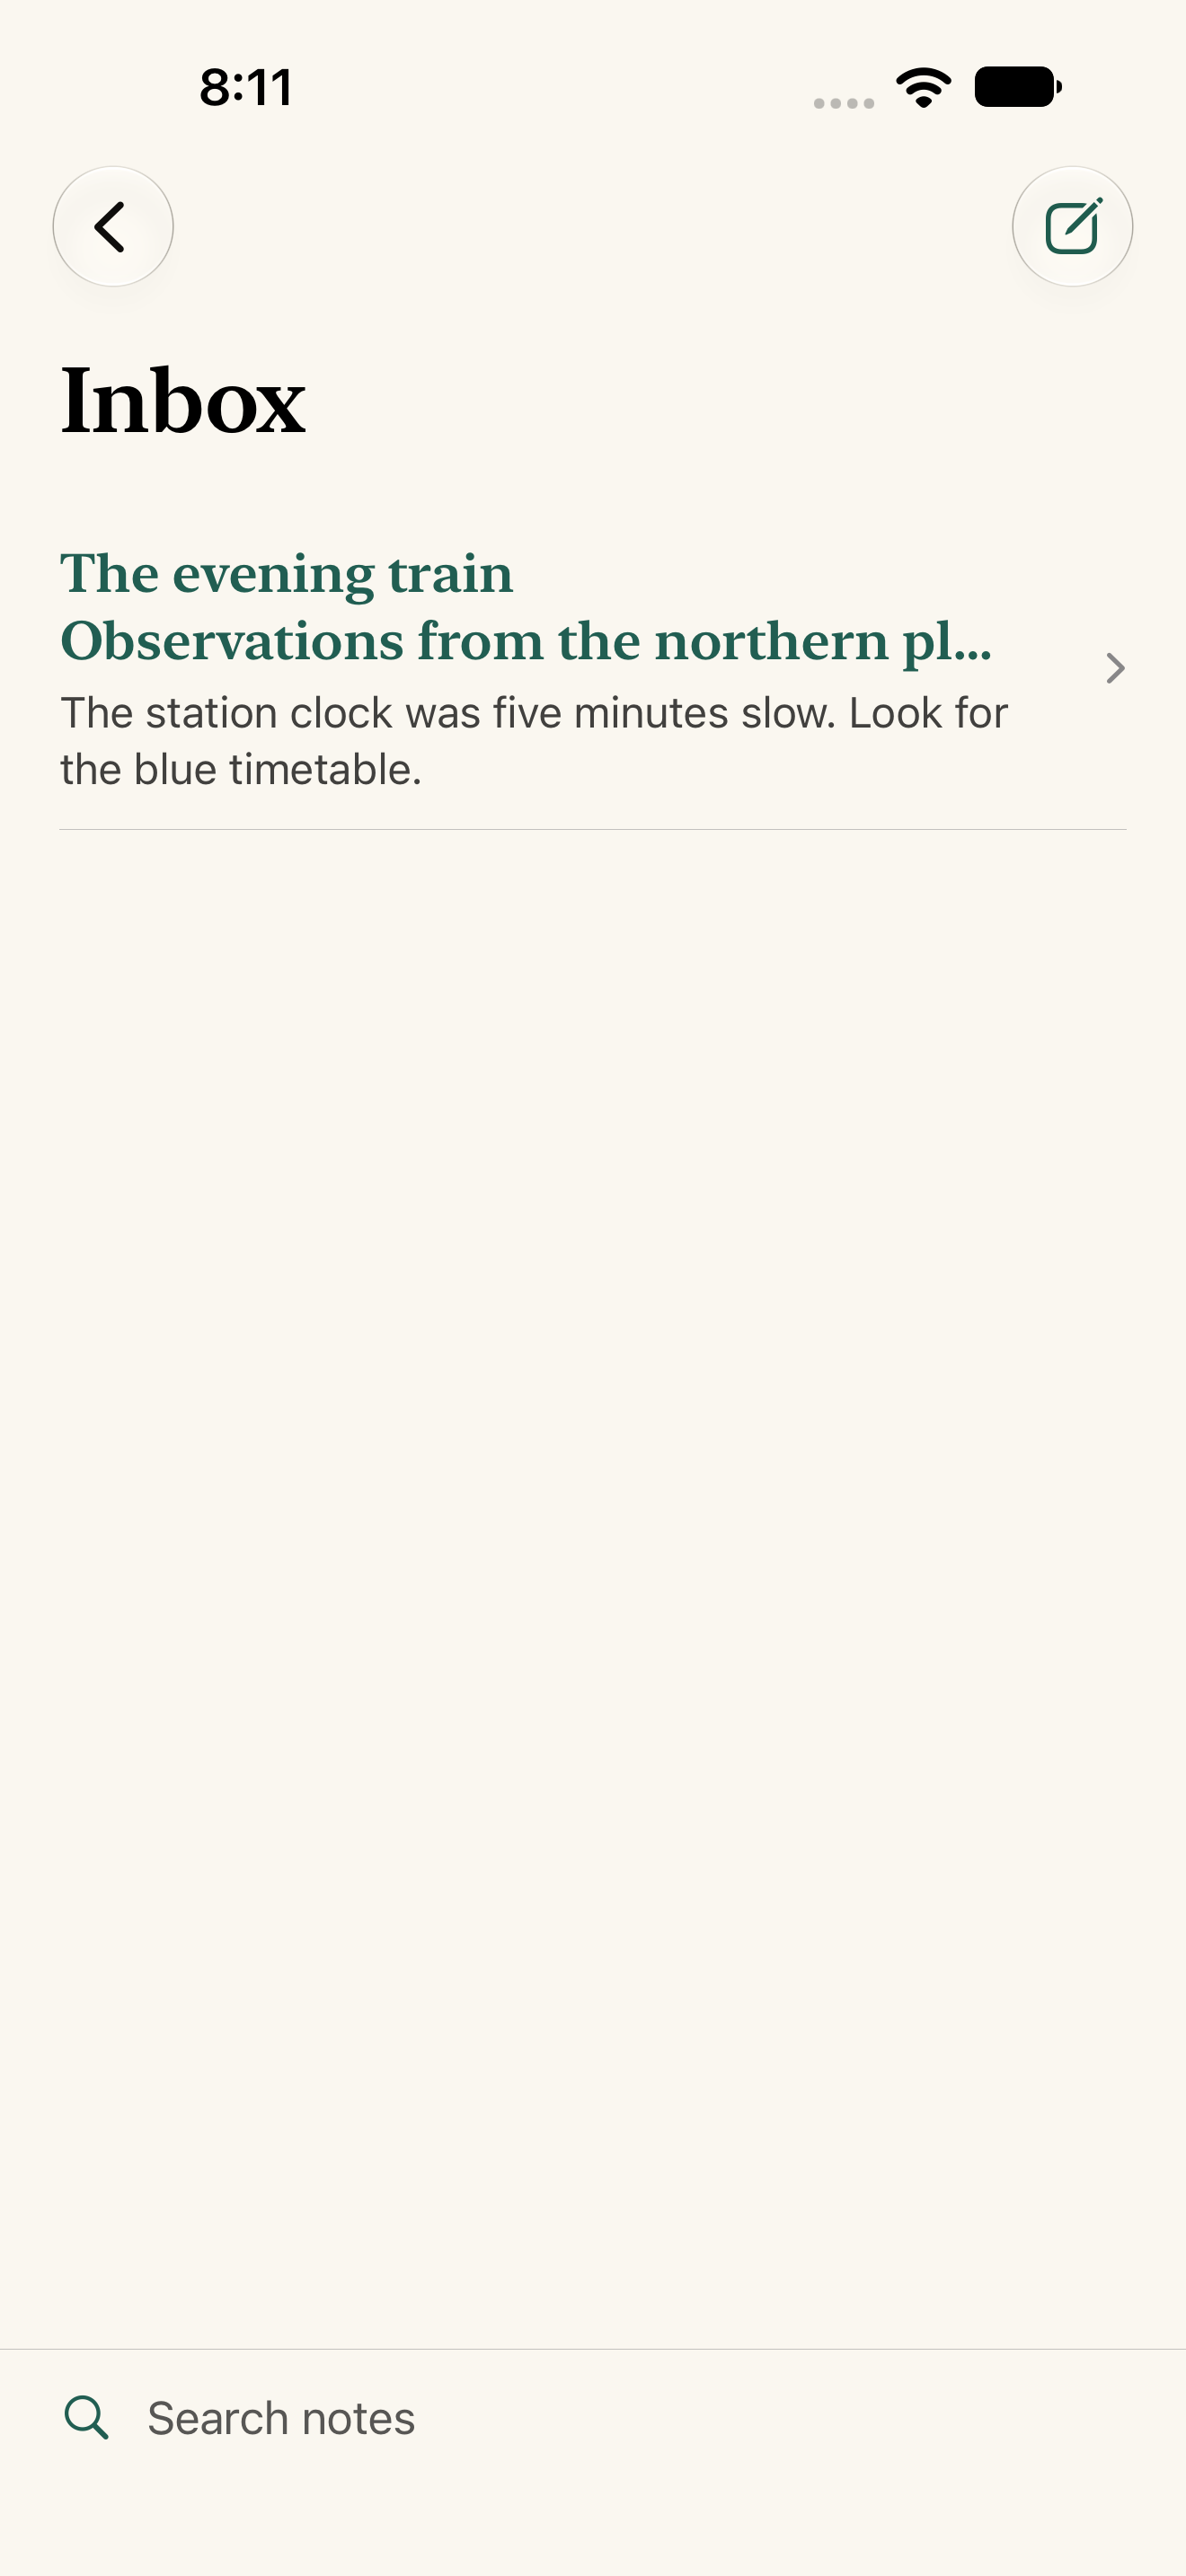 8:11
Inbox
The evening train
Observations from the northern pl...
The station clock was five minutes slow. Look for
the blue timetable.
Search notes